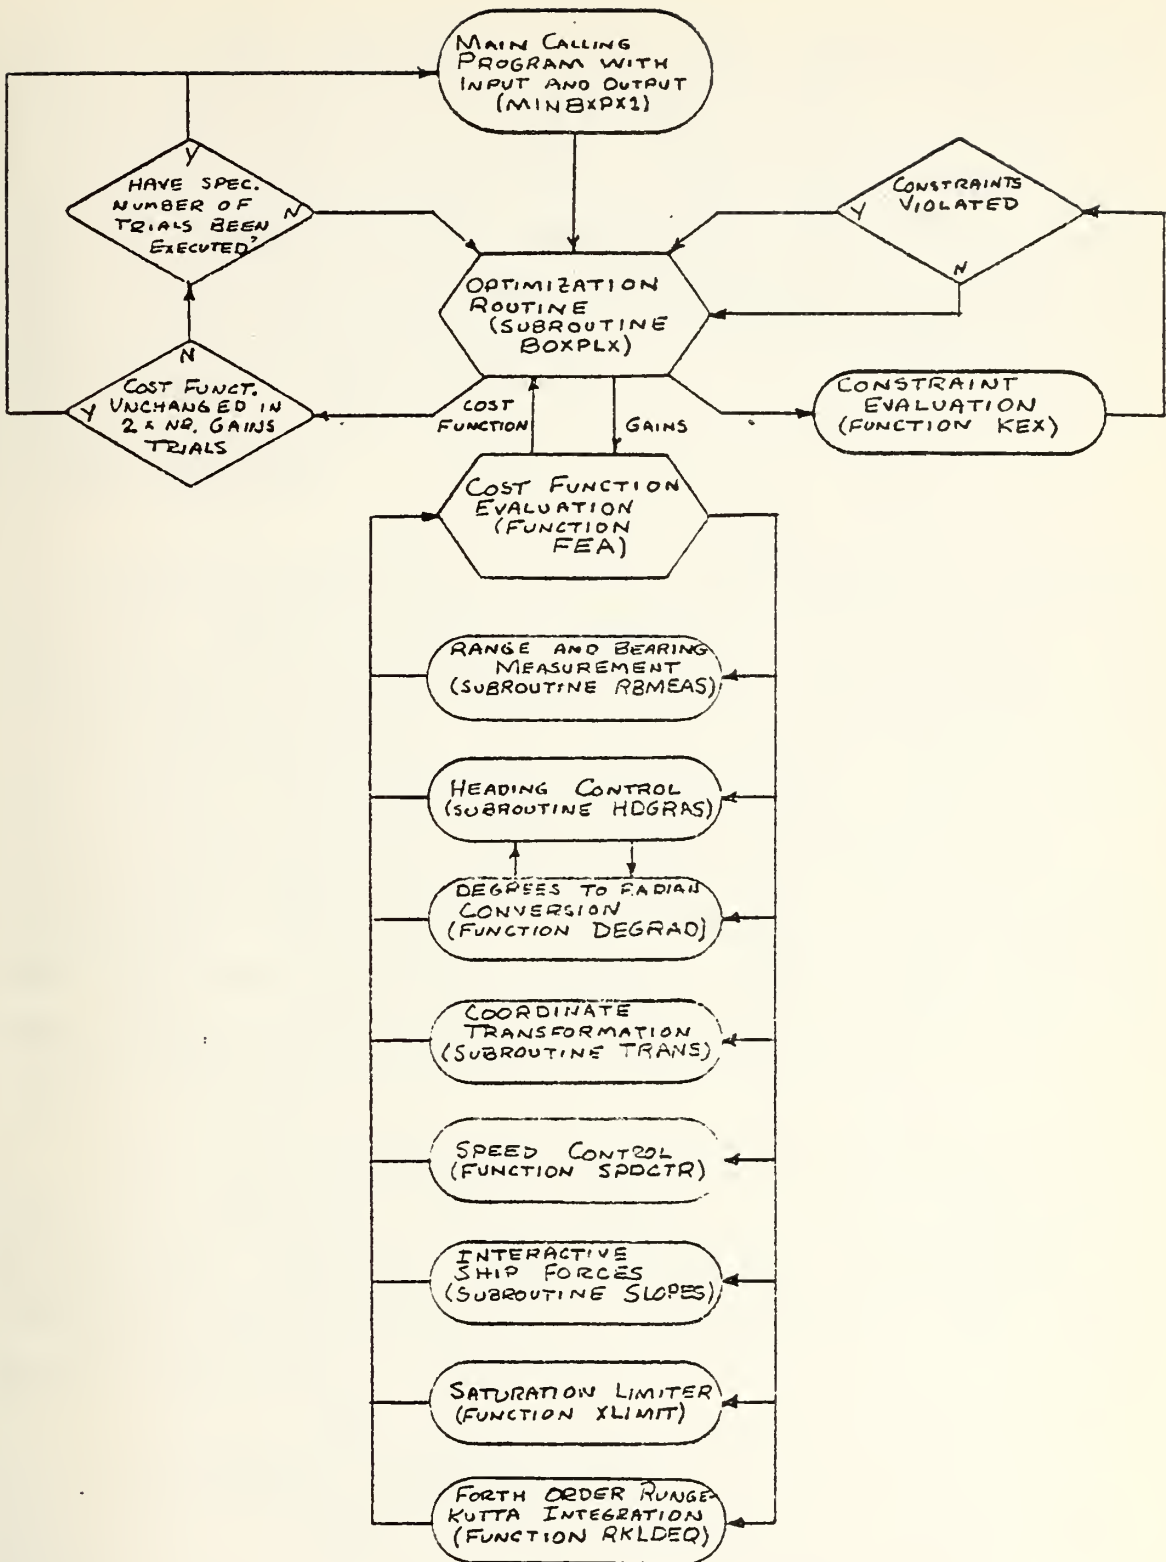 MAIN CALLING
PROGRAM WITH
INPUT AND OUTPUT
(MINBXPX1)
Y
HAVE SPEC.
NUMBER OF
TRIALS BEEN
EXECUTED?
N
CONSTRAINTS
VIOLATED
Y
N
OPTIMIZATION
ROUTINE
(SUBROUTINE
BOXPLX)
N
COST FUNCT.
UNCHANGED IN
2 x NR. GAINS
TRIALS
Y
COST
FUNCTION
GAINS
CONSTRAINT
EVALUATION
(FUNCTION KEX)
COST FUNCTION
EVALUATION
(FUNCTION
FEA)
RANGE AND BEARING
MEASUREMENT
(SUBROUTINE RBMEAS)
HEADING CONTROL
(SUBROUTINE HDGRAS)
DEGREES TO RADIAN
CONVERSION
(FUNCTION DEGRAD)
COORDINATE
TRANSFORMATION
(SUBROUTINE TRANS)
SPEED CONTROL
(FUNCTION SPDCTR)
INTERACTIVE
SHIP FORCES
(SUBROUTINE SLOPES)
SATURATION LIMITER
(FUNCTION XLIMIT)
FORTH ORDER RUNGE-
KUTTA INTEGRATION
(FUNCTION RKLDEQ)